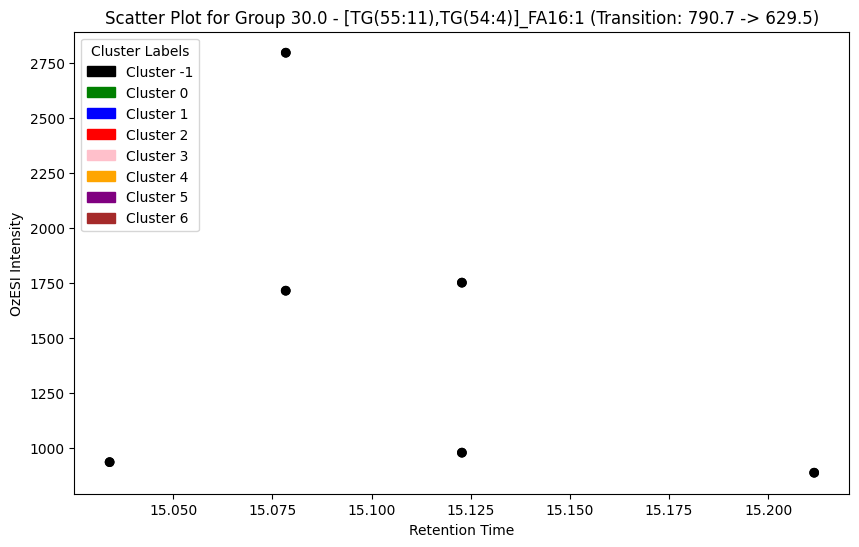 Scatter Plot for Group 30.0 - [TG(55:11),TG(54:4)]_FA16:1 (Transition: 790.7 -> 629.5)
Cluster Labels
Cluster -1
Cluster 0
Cluster 1
Cluster 2
Cluster 3
Cluster 4
Cluster 5
Cluster 6
OzESI Intensity
2750
2500
2250
2000
1750
1500
1250
1000
15.050 15.075 15.100 15.125 15.150 15.175 15.200
Retention Time